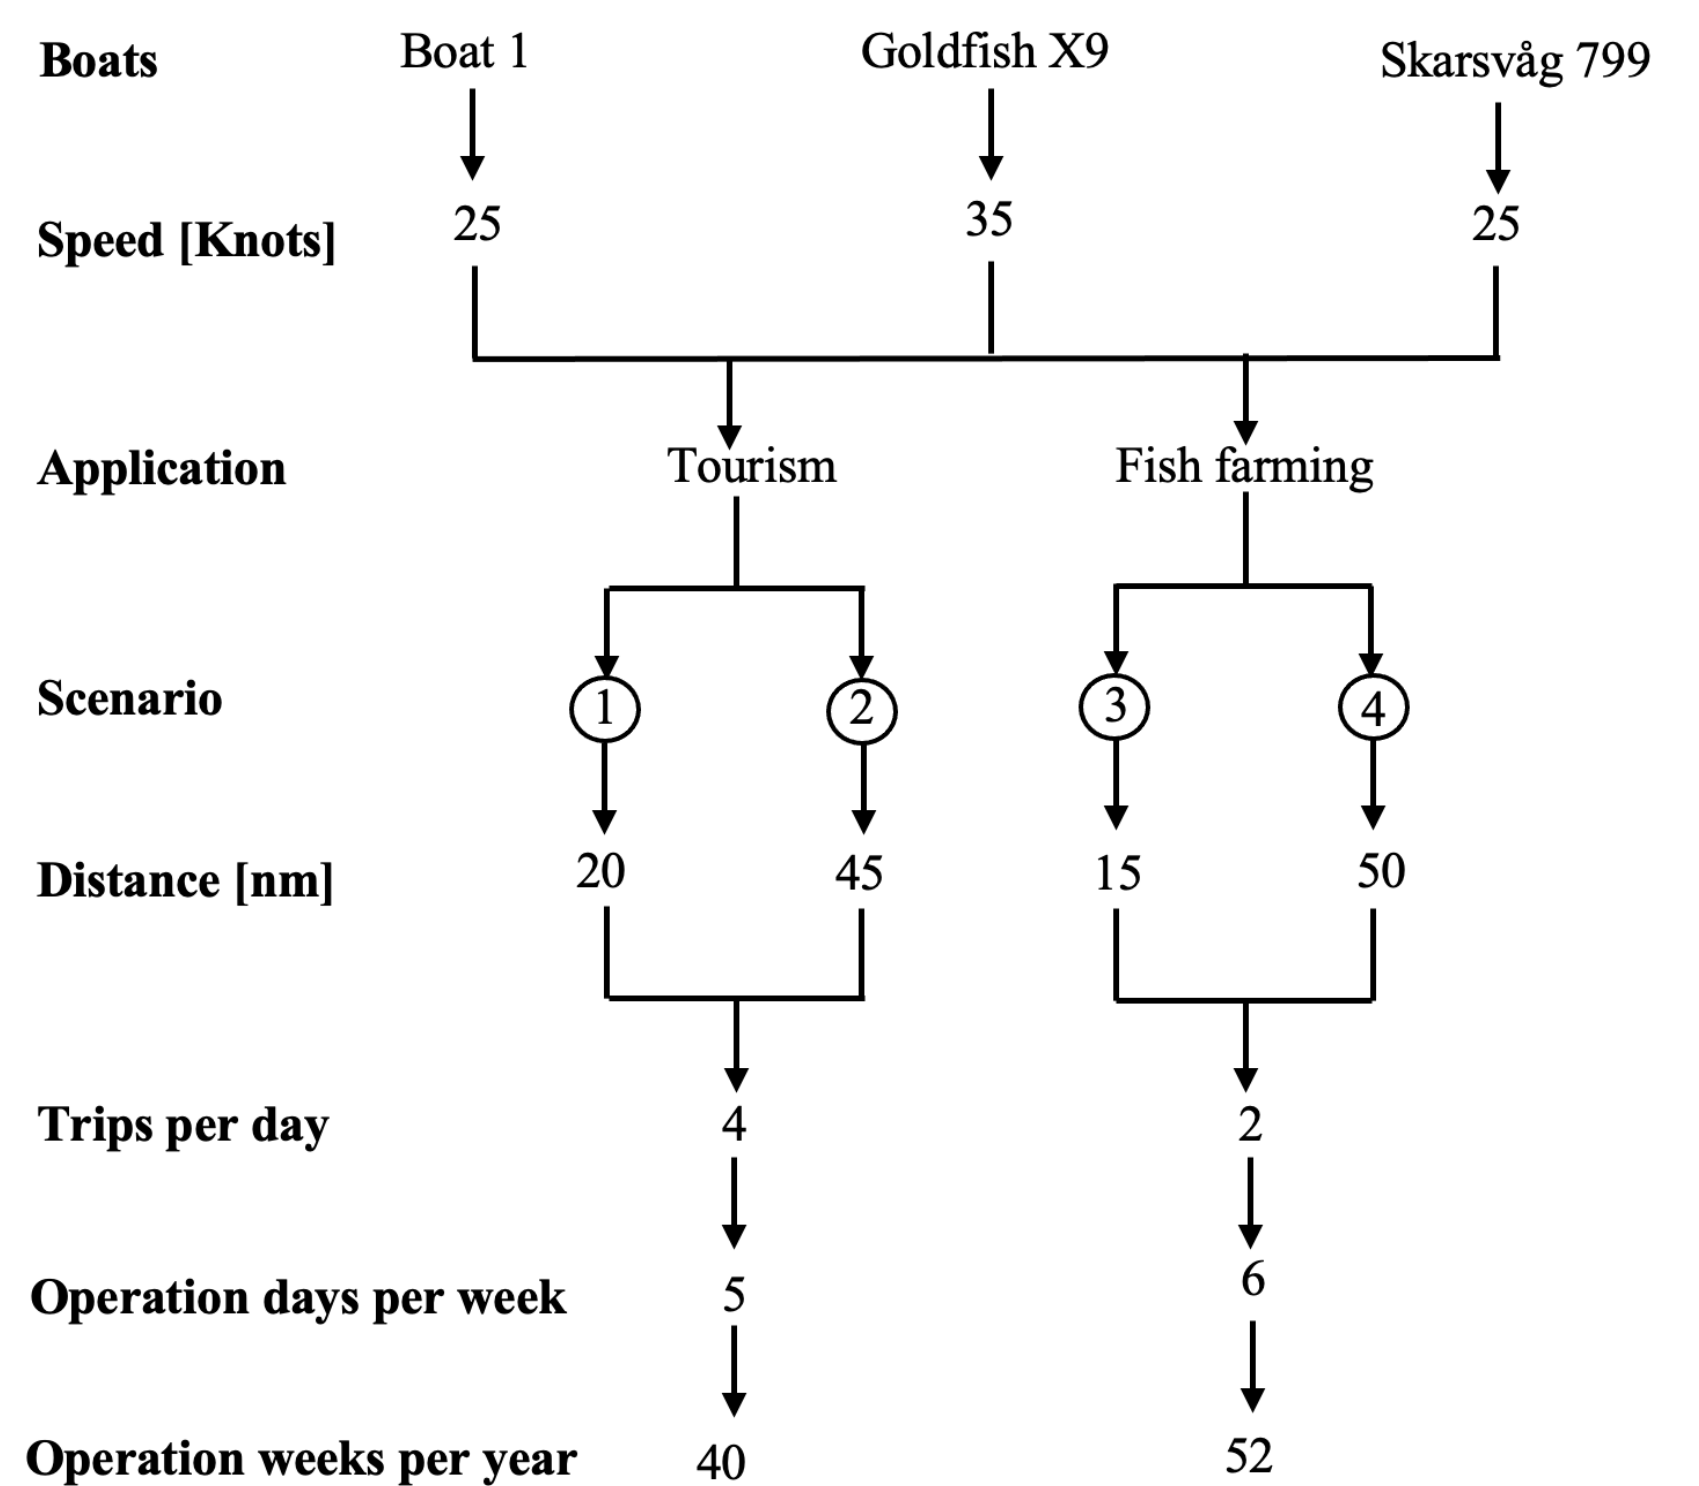 Boats Boat 1 Goldfish X9 Skarsvåg 799
Speed [Knots] 25 35 25
Application Tourism Fish farming
Scenario 1 2 3 4
Distance [nm] 20 45 15 50
Trips per day 4 2
Operation days per week 5 6
Operation weeks per year 40 52